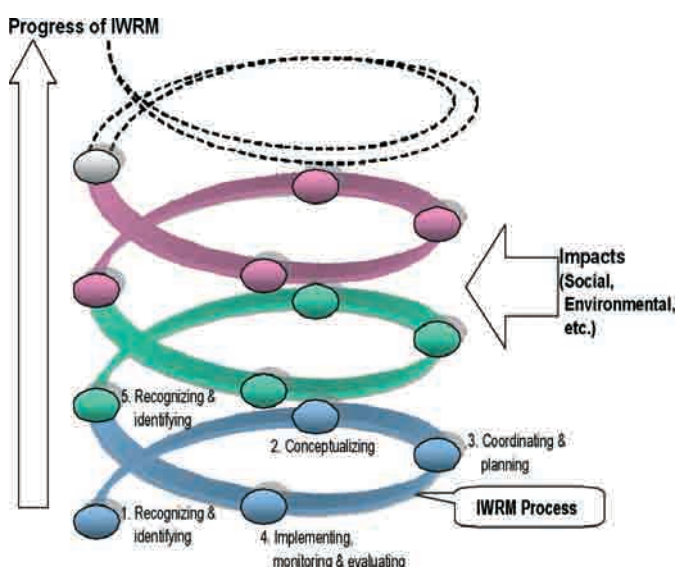 Progress of IWRM
Impacts
(Social,
Environmental,
etc.)
5. Recognizing &
identifying
2. Conceptualizing
3. Coordinating &
planning
1. Recognizing &
identifying
IWRM Process
4. Implementing,
monitoring & evaluating